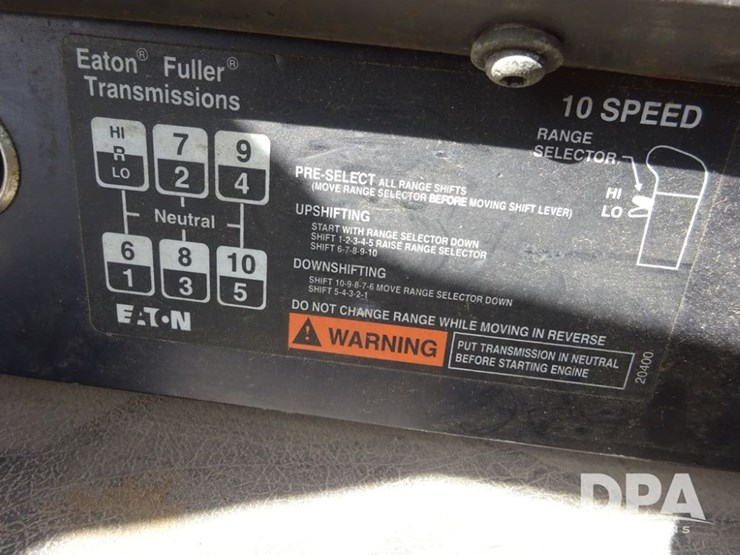 Eaton® Fuller®
Transmissions
10 SPEED
RANGE
SELECTOR
HI
LO
HI
R
LO
7
2
9
4
Neutral
6
1
8
3
10
5
EATON
PRE-SELECT ALL RANGE SHIFTS
(MOVE RANGE SELECTOR BEFORE MOVING SHIFT LEVER)
UPSHIFTING
START WITH RANGE SELECTOR DOWN
SHIFT 1-2-3-4-5 RAISE RANGE SELECTOR
SHIFT 6-7-8-9-10
DOWNSHIFTING
SHIFT 10-9-8-7-6 MOVE RANGE SELECTOR DOWN
SHIFT 5-4-3-2-1
DO NOT CHANGE RANGE WHILE MOVING IN REVERSE
WARNING
PUT TRANSMISSION IN NEUTRAL
BEFORE STARTING ENGINE
20400
DPA